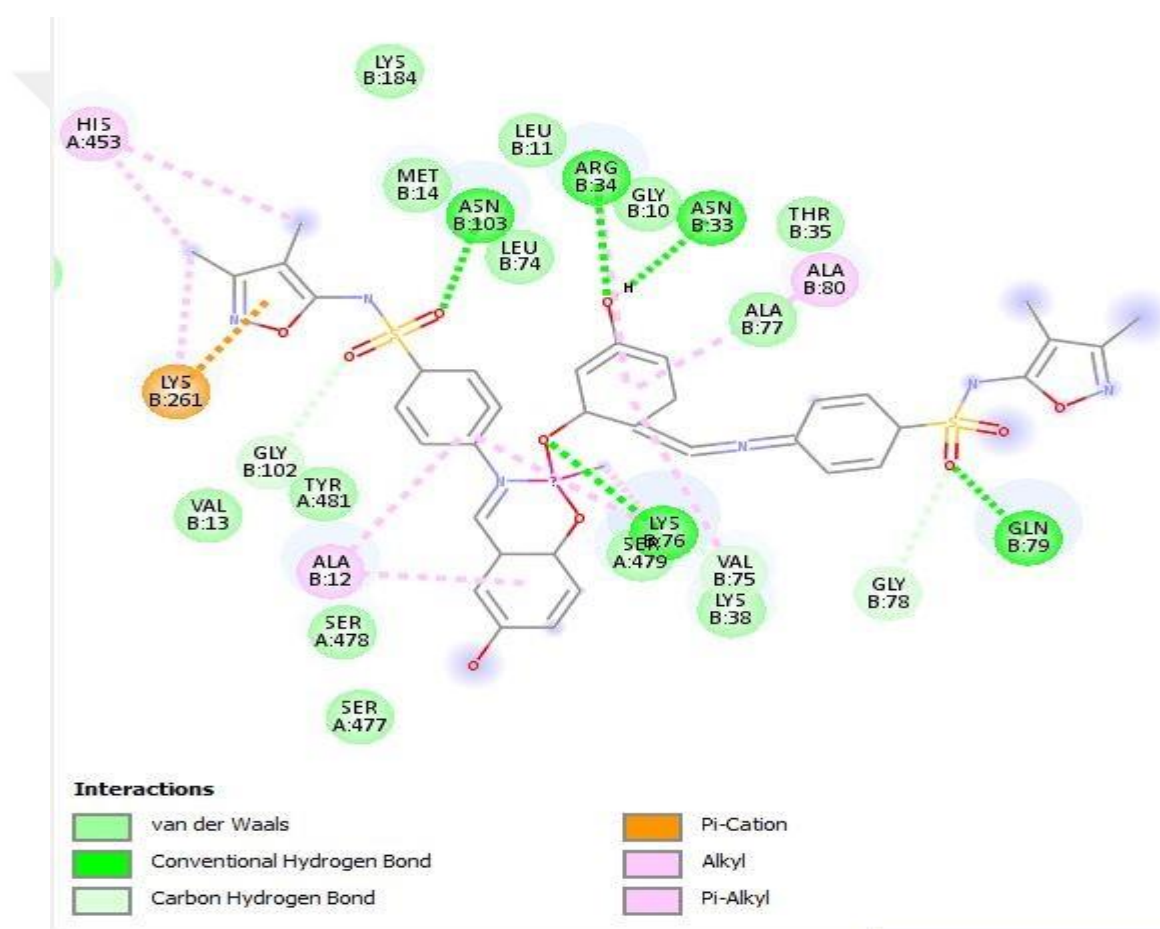 LYS
B:184
HIS
A:453
LEU
B:11
ARG
B:34
MET
B:14
GLY
B:10
ASN
B:103
ASN
B:33
THR
B:35
LEU
B:74
ALA
B:80
H
O
ALA
B:77
N
N
O
O
S
O
LYS
B:261
N
N
O
S
O
O
O
N
GLY
B:102
TYR
A:481
N
?
O
VAL
B:13
LYS
B:76
SER
A:479
GLN
B:79
ALA
B:12
VAL
B:75
GLY
B:78
LYS
B:38
SER
A:478
O
SER
A:477
Interactions
van der Waals
Conventional Hydrogen Bond
Carbon Hydrogen Bond
Pi-Cation
Alkyl
Pi-Alkyl